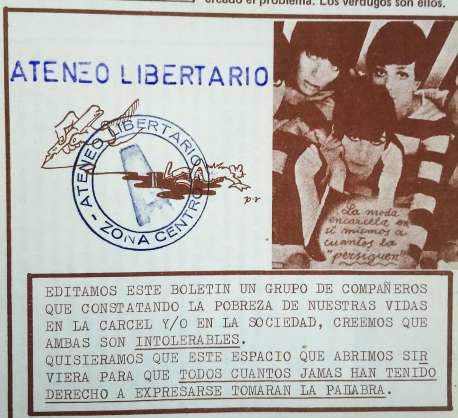 creado el problema. Los verdugos son ellos.
ATENEO LIBERTARIO
ATENEO LIBERTARIO
- ZONA CENTRO -
A
p.r
La moda
encarcela en
sí mismos a
cuantos la
"persiguen"
EDITAMOS ESTE BOLETIN UN GRUPO DE COMPAÑEROS
QUE CONSTATANDO LA POBREZA DE NUESTRAS VIDAS
EN LA CARCEL Y/O EN LA SOCIEDAD, CREEMOS QUE
AMBAS SON INTOLERABLES.
QUISIERAMOS QUE ESTE ESPACIO QUE ABRIMOS SIR
VIERA PARA QUE TODOS CUANTOS JAMAS HAN TENIDO
DERECHO A EXPRESARSE TOMARAN LA PALABRA.